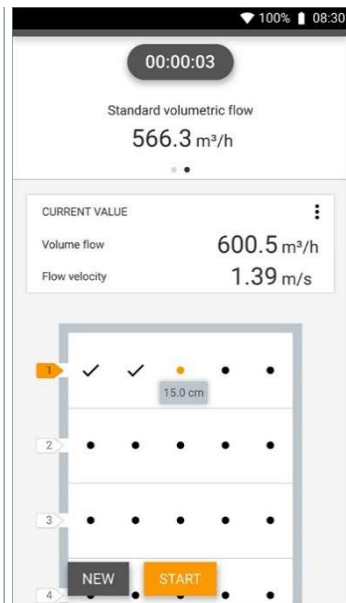 100% 08:30
00:00:03
Standard volumetric flow
566.3 m³/h
CURRENT VALUE
Volume flow 600.5 m³/h
Flow velocity 1.39 m/s
1
15.0 cm
2
3
NEW START
4